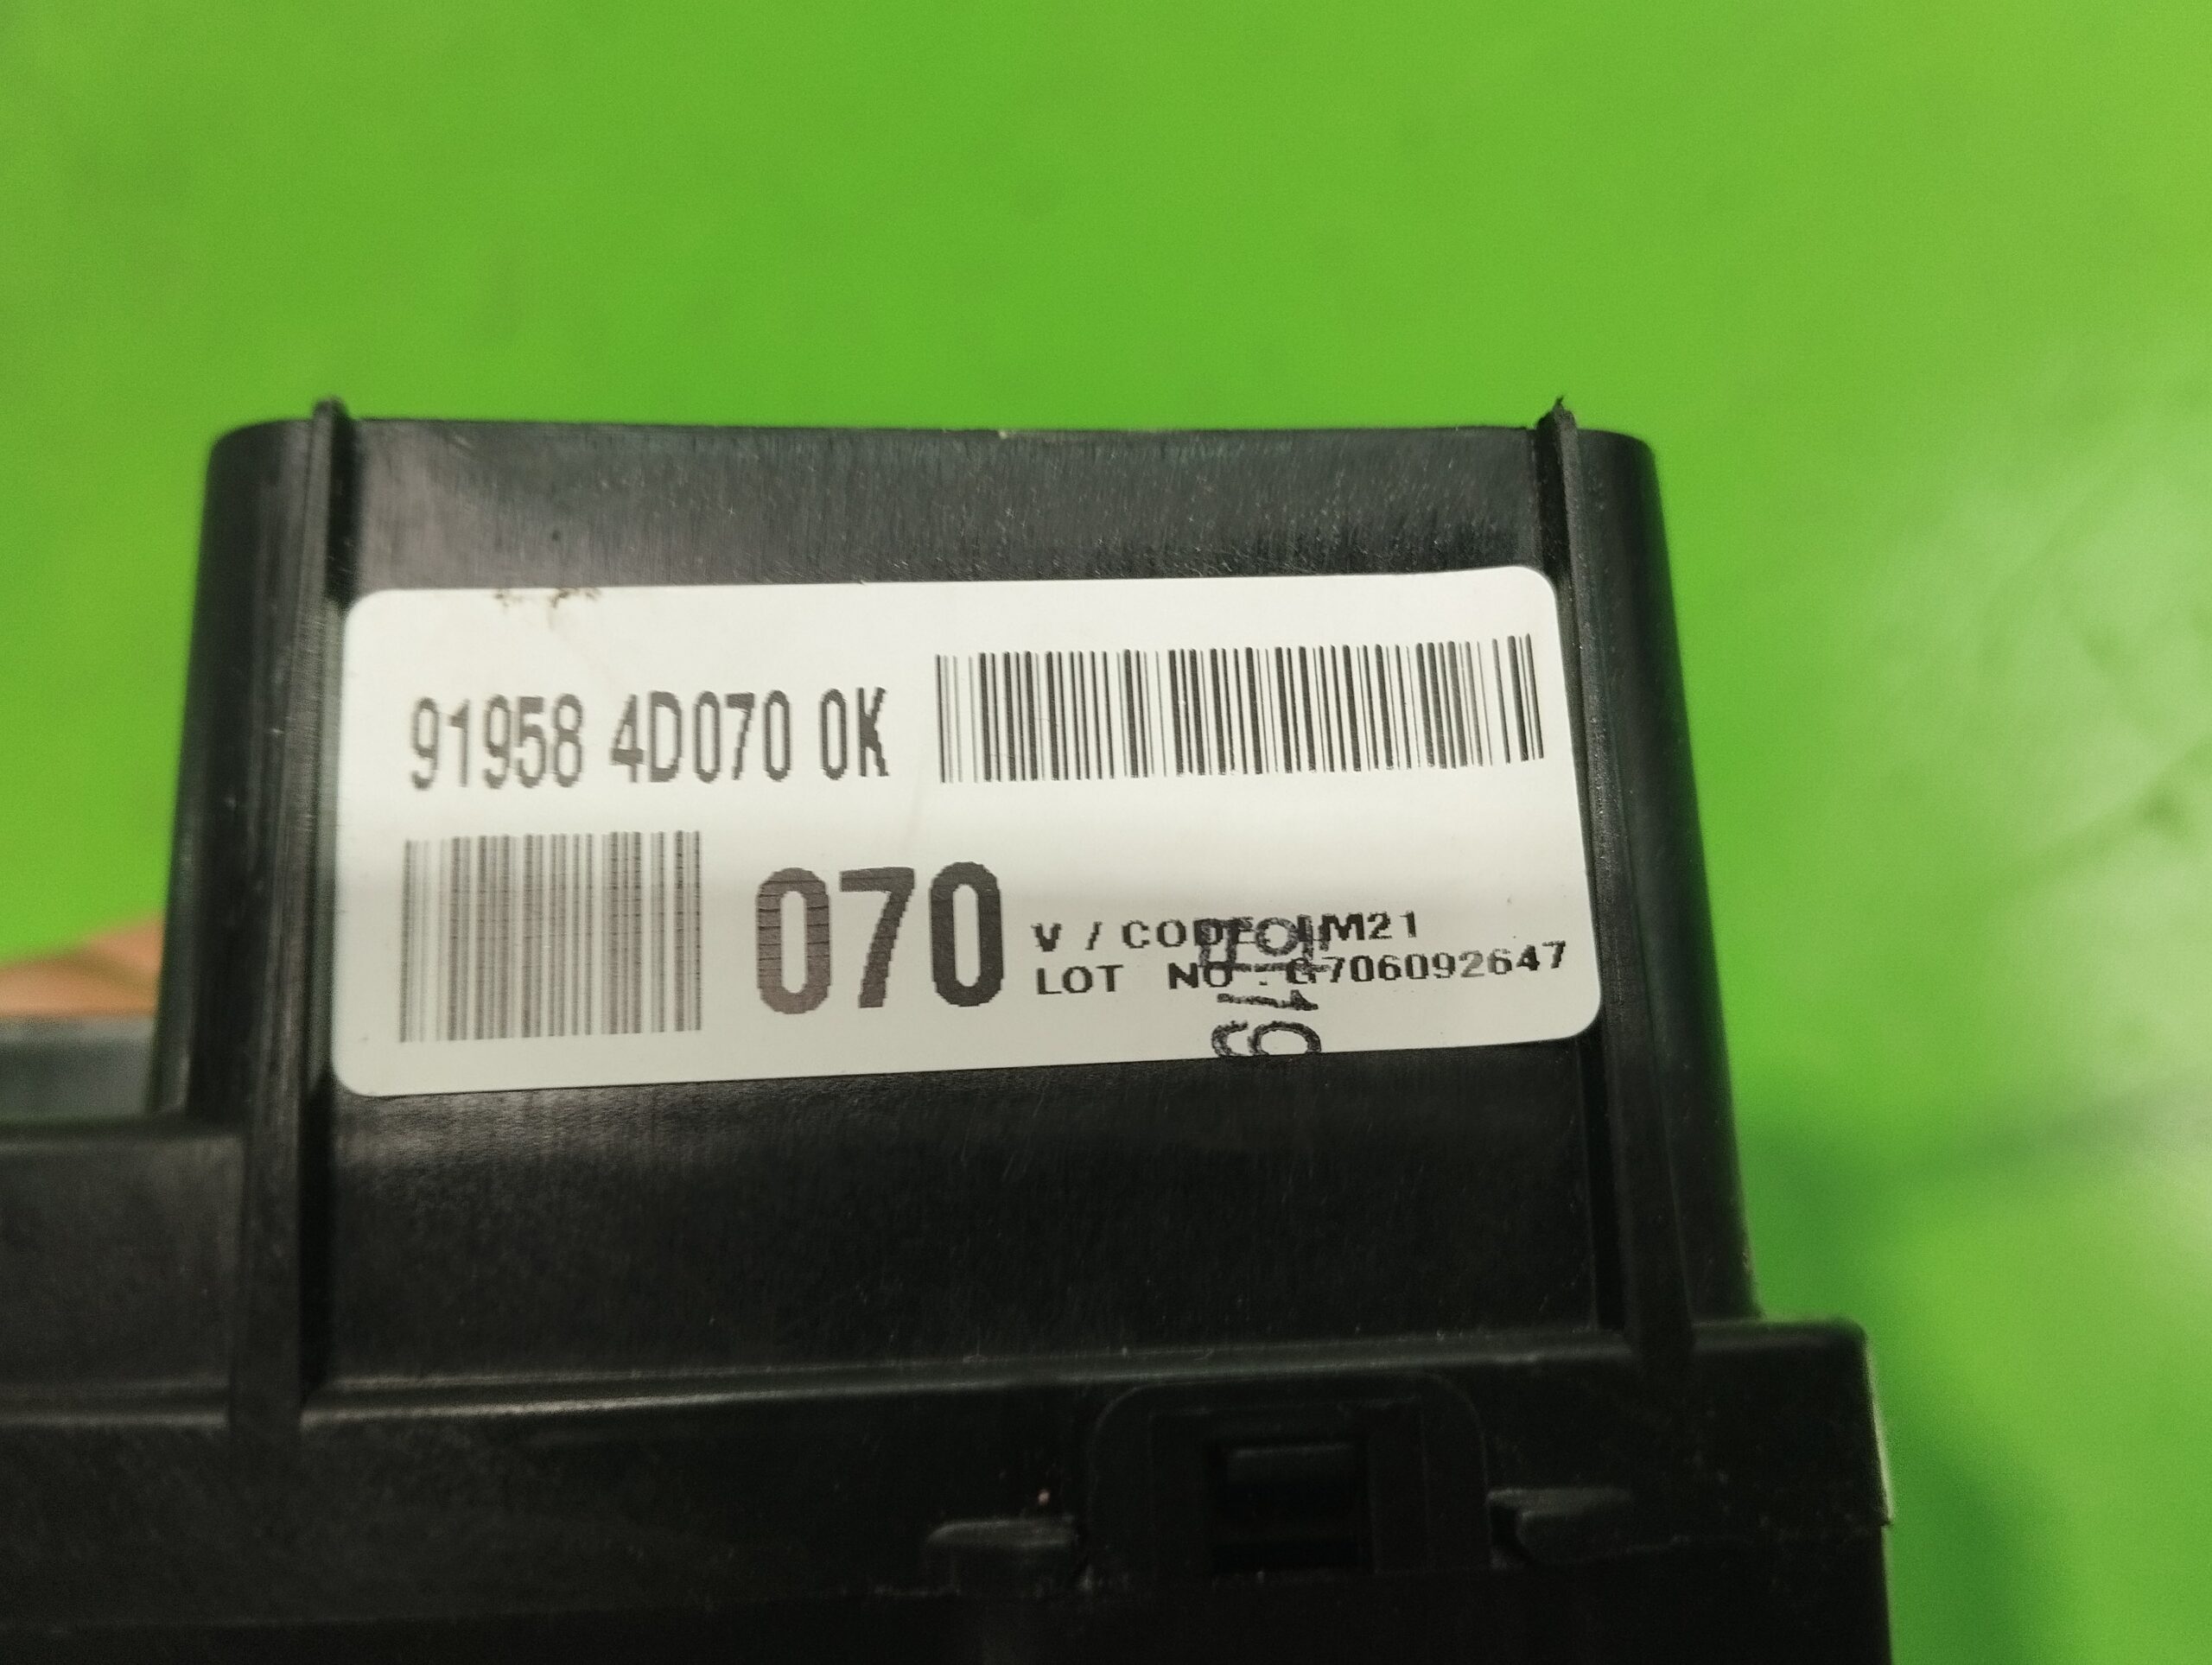 91958 4D070 0K
070
V / CODE
M21
LOT NO : G706092647